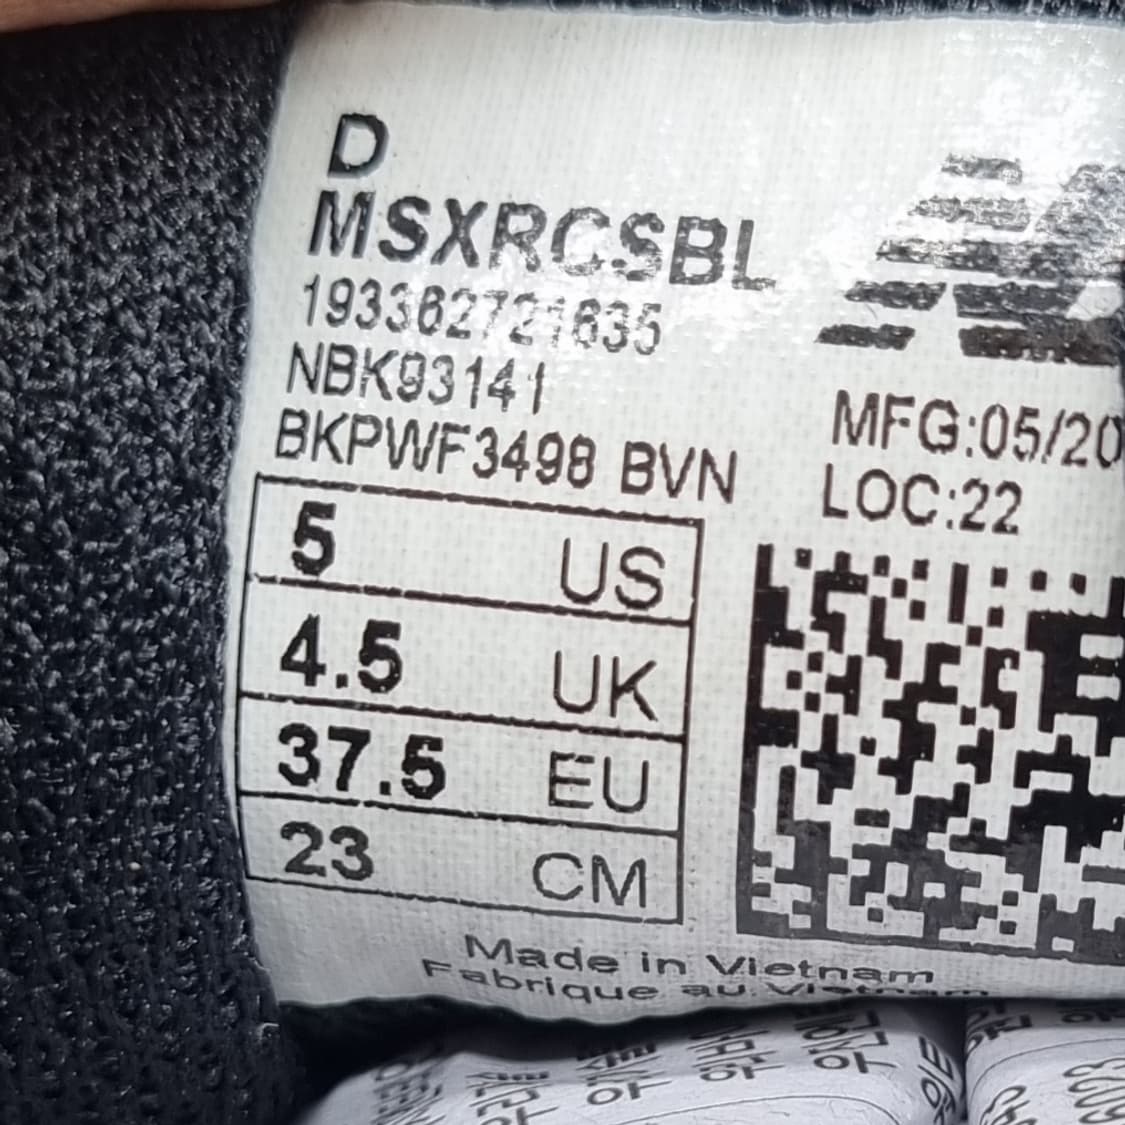 D
MSXRCSBL
193362721635
NBK93141
BKPWF3498 BVN
MFG:05/20
LOC:22
5 US
4.5 UK
37.5 EU
23 CM
Made in Vietnam
Fabrique au Vietnam